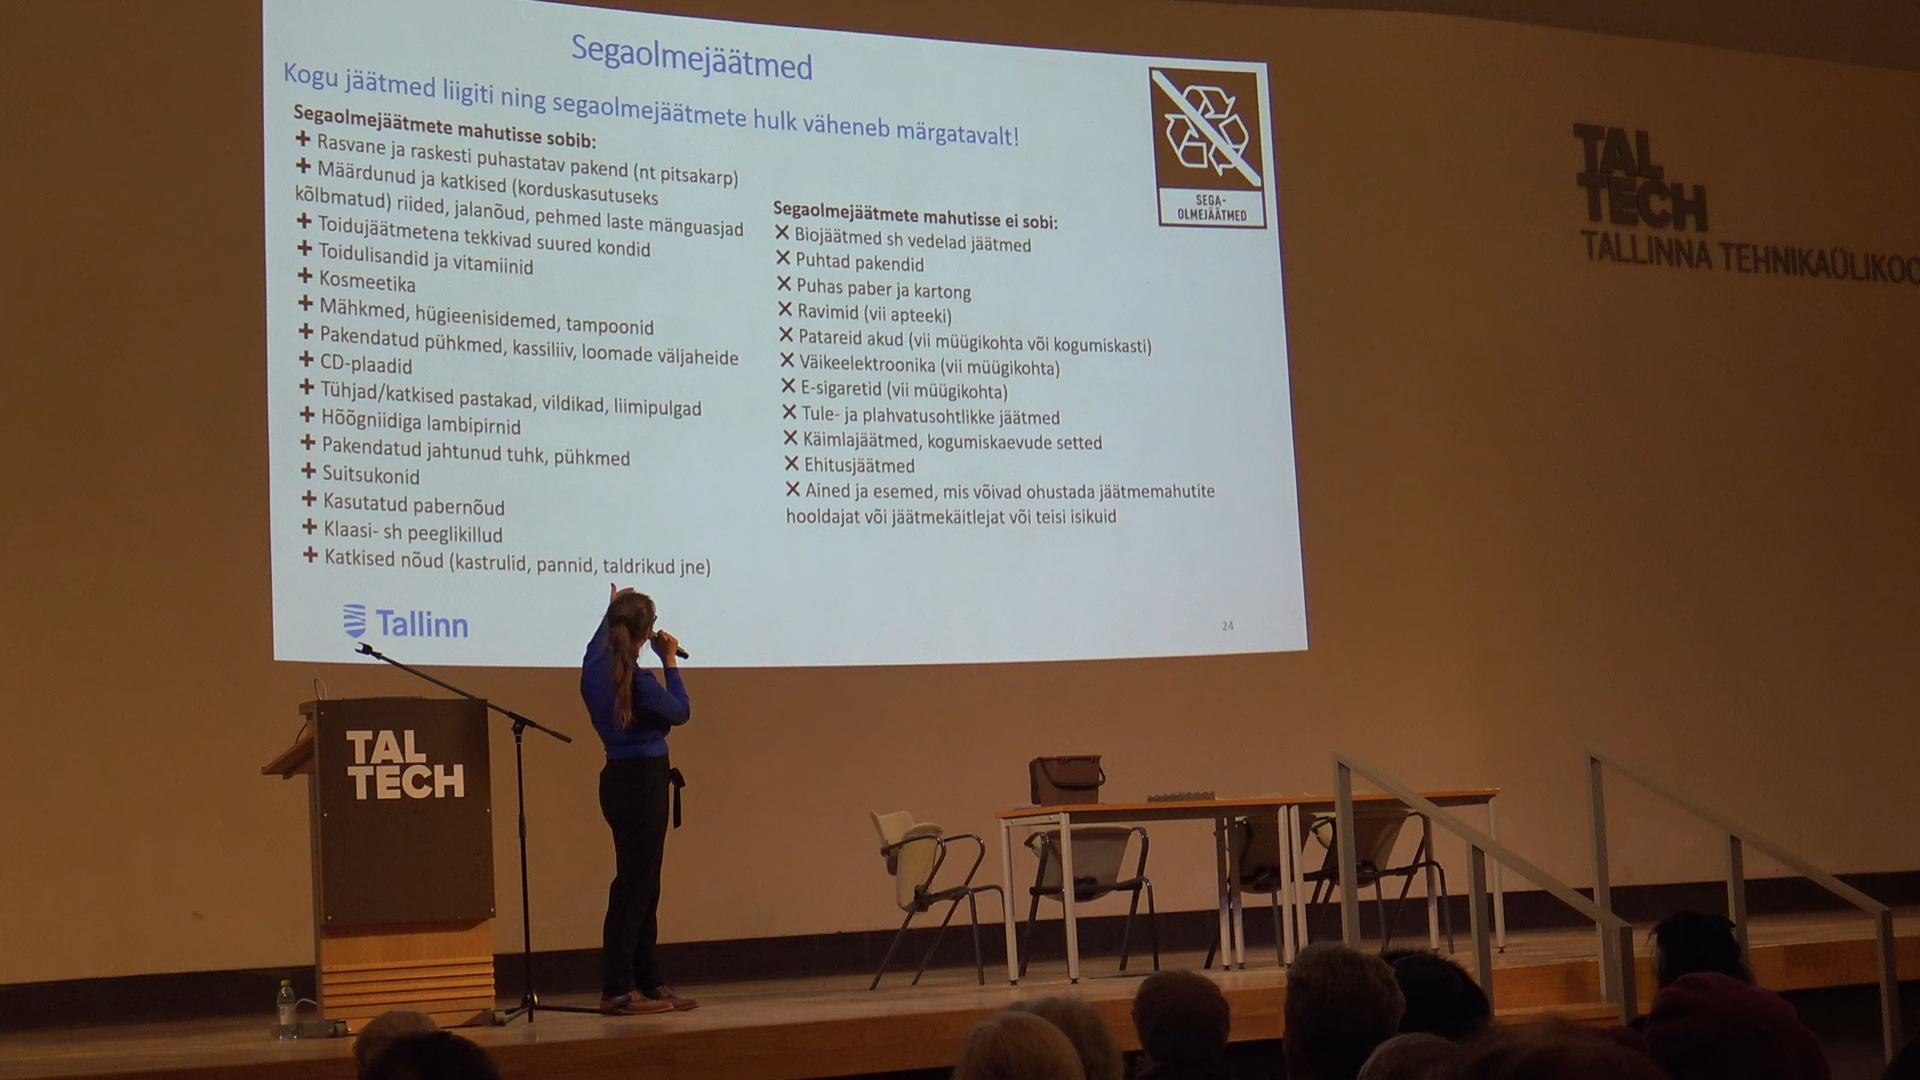 Segaolmejäätmed
Kogu jäätmed liigiti ning segaolmejäätmete hulk väheneb märgatavalt!
Segaolmejäätmete mahutisse sobib:
+ Rasvane ja raskesti puhastatav pakend (nt pitsakarp)
+ Määrdunud ja katkised (korduskasutuseks
kõlbmatud) riided, jalanõud, pehmed laste mänguasjad
+ Toidujäätmetena tekkivad suured kondid
+ Toidulisandid ja vitamiinid
+ Kosmeetika
+ Mähkmed, hügieenisidemed, tampoonid
+ Pakendatud pühkmed, kassiliiv, loomade väljaheide
+ CD-plaadid
+ Tühjad/katkised pastakad, vildikad, liimipulgad
+ Hõõgniidiga lambipirnid
+ Pakendatud jahtunud tuhk, pühkmed
+ Suitsukonid
+ Kasutatud pabernõud
+ Klaasi- sh peeglikillud
+ Katkised nõud (kastrulid, pannid, taldrikud jne)
Segaolmejäätmete mahutisse ei sobi:
X Biojäätmed sh vedelad jäätmed
X Puhtad pakendid
X Puhas paber ja kartong
X Ravimid (vii apteeki)
X Patareid akud (vii müügikohta või kogumiskasti)
X Väikeelektroonika (vii müügikohta)
X E-sigaretid (vii müügikohta)
X Tule- ja plahvatusohtlikke jäätmed
X Käimlajäätmed, kogumiskaevude setted
X Ehitusjäätmed
X Ained ja esemed, mis võivad ohustada jäätmemahutite
hooldajat või jäätmekäitlejat või teisi isikuid
SEGA-
OLMEJÄÄTMED
Tallinn
24
TAL
TECH
TALLINNA TEHNIKAÜLIKOO
TAL
TECH